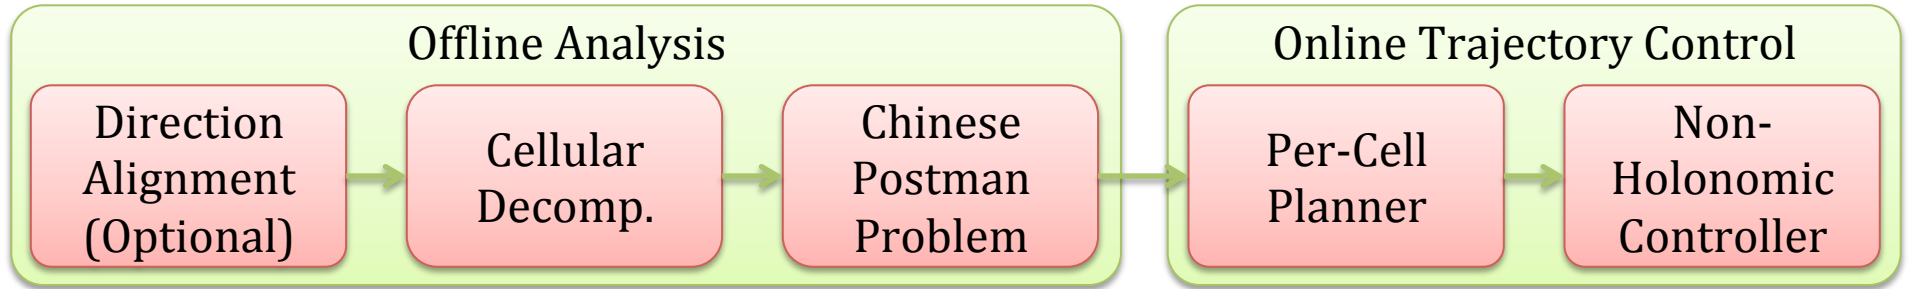 Offline Analysis
Direction
Alignment
(Optional)
Cellular
Decomp.
Chinese
Postman
Problem
Online Trajectory Control
Per-Cell
Planner
Non-
Holonomic
Controller